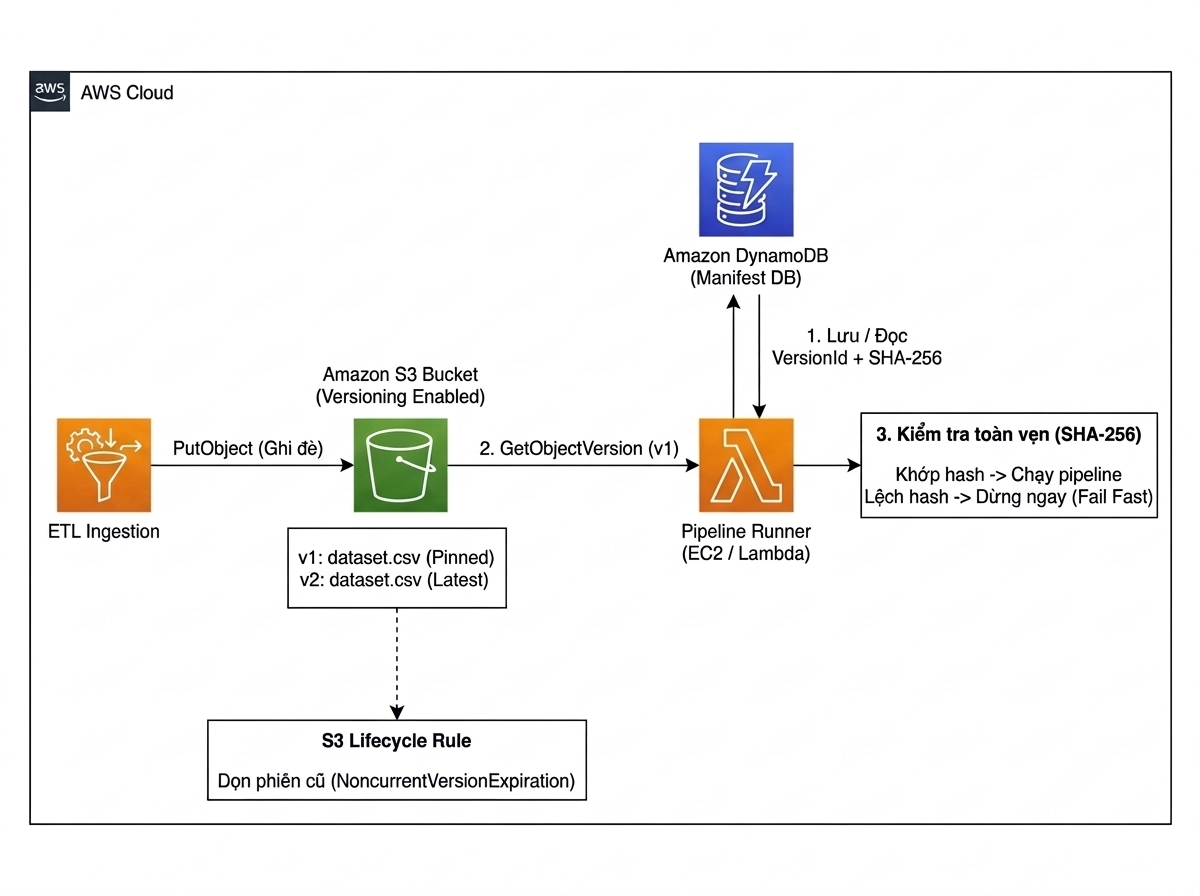 aws
AWS Cloud
Amazon DynamoDB
(Manifest DB)
1. Lưu / Đọc
VersionId + SHA-256
Amazon S3 Bucket
(Versioning Enabled)
PutObject (Ghi đè)
2. GetObjectVersion (v1)
ETL Ingestion
Pipeline Runner
(EC2 / Lambda)
3. Kiểm tra toàn vẹn (SHA-256)
Khớp hash -> Chạy pipeline
Lệch hash -> Dừng ngay (Fail Fast)
v1: dataset.csv (Pinned)
v2: dataset.csv (Latest)
S3 Lifecycle Rule
Dọn phiên cũ (NoncurrentVersionExpiration)